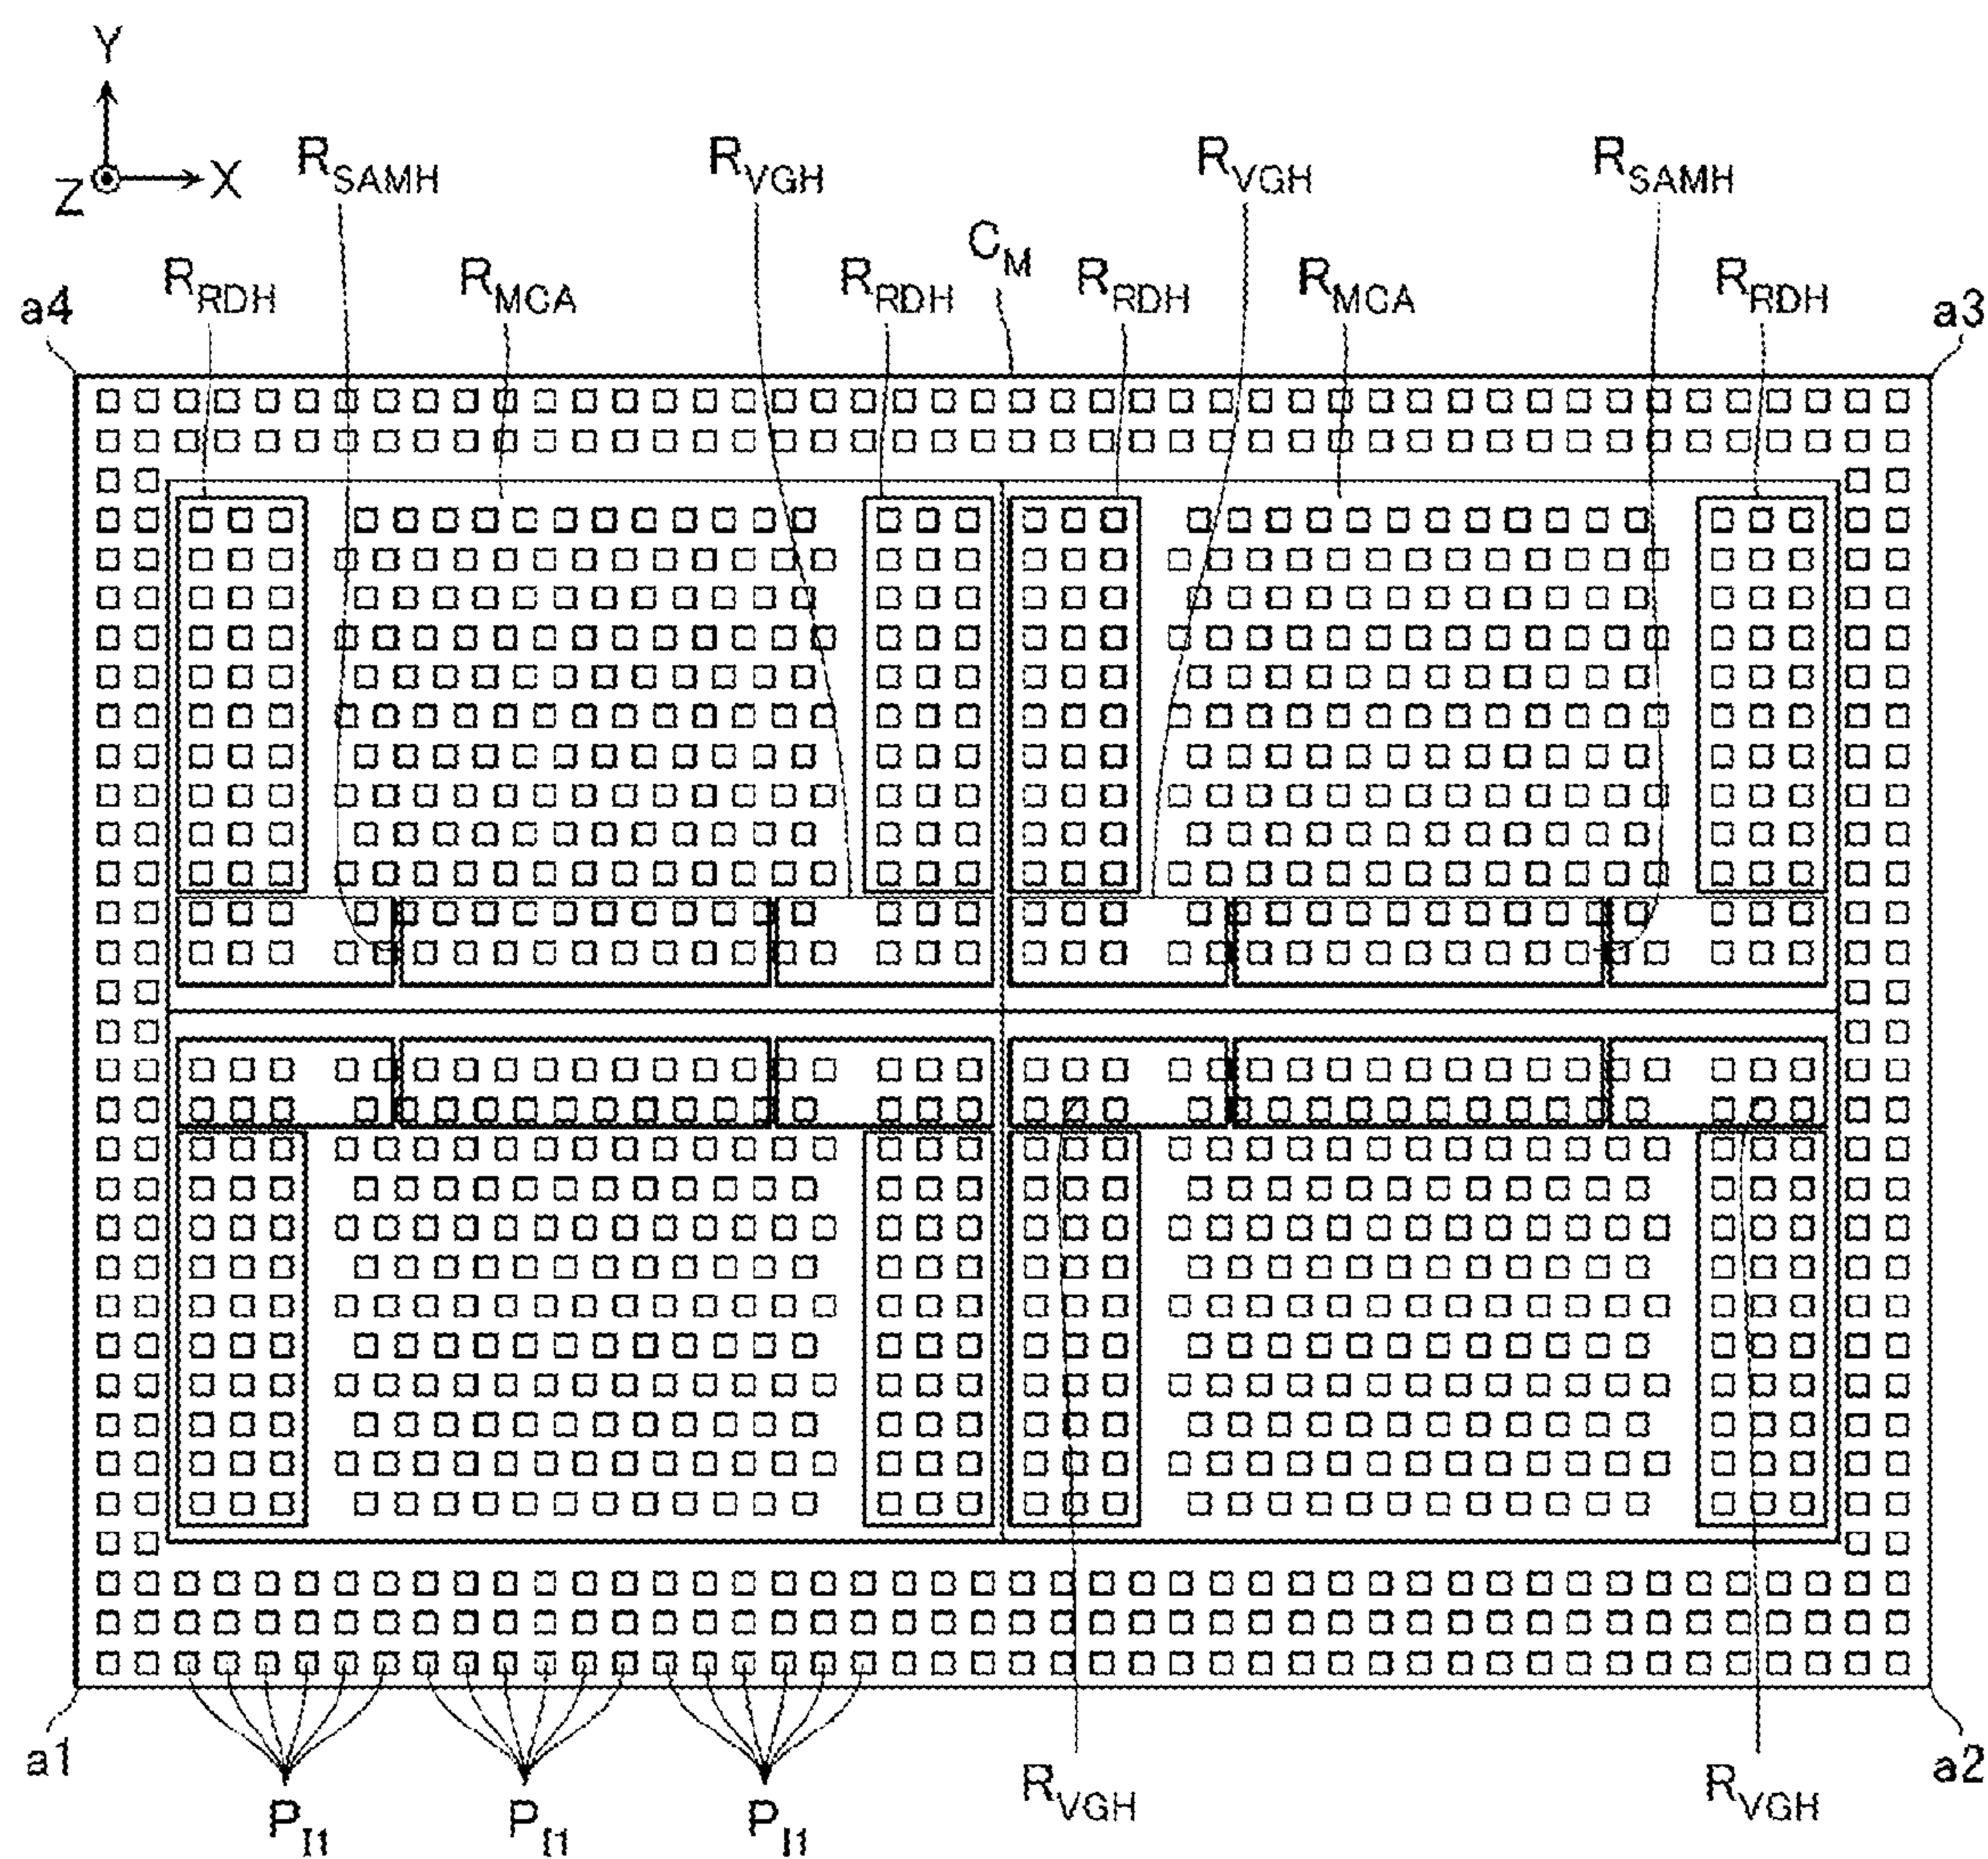 Y
Z X
R_SAMH R_VGH R_VGH R_SAMH
C_M
R_RDH R_MCA R_RDH R_RDH R_MCA R_RDH
a4 a3
a1 a2
R_VGH R_VGH
P_I1 P_I1 P_I1